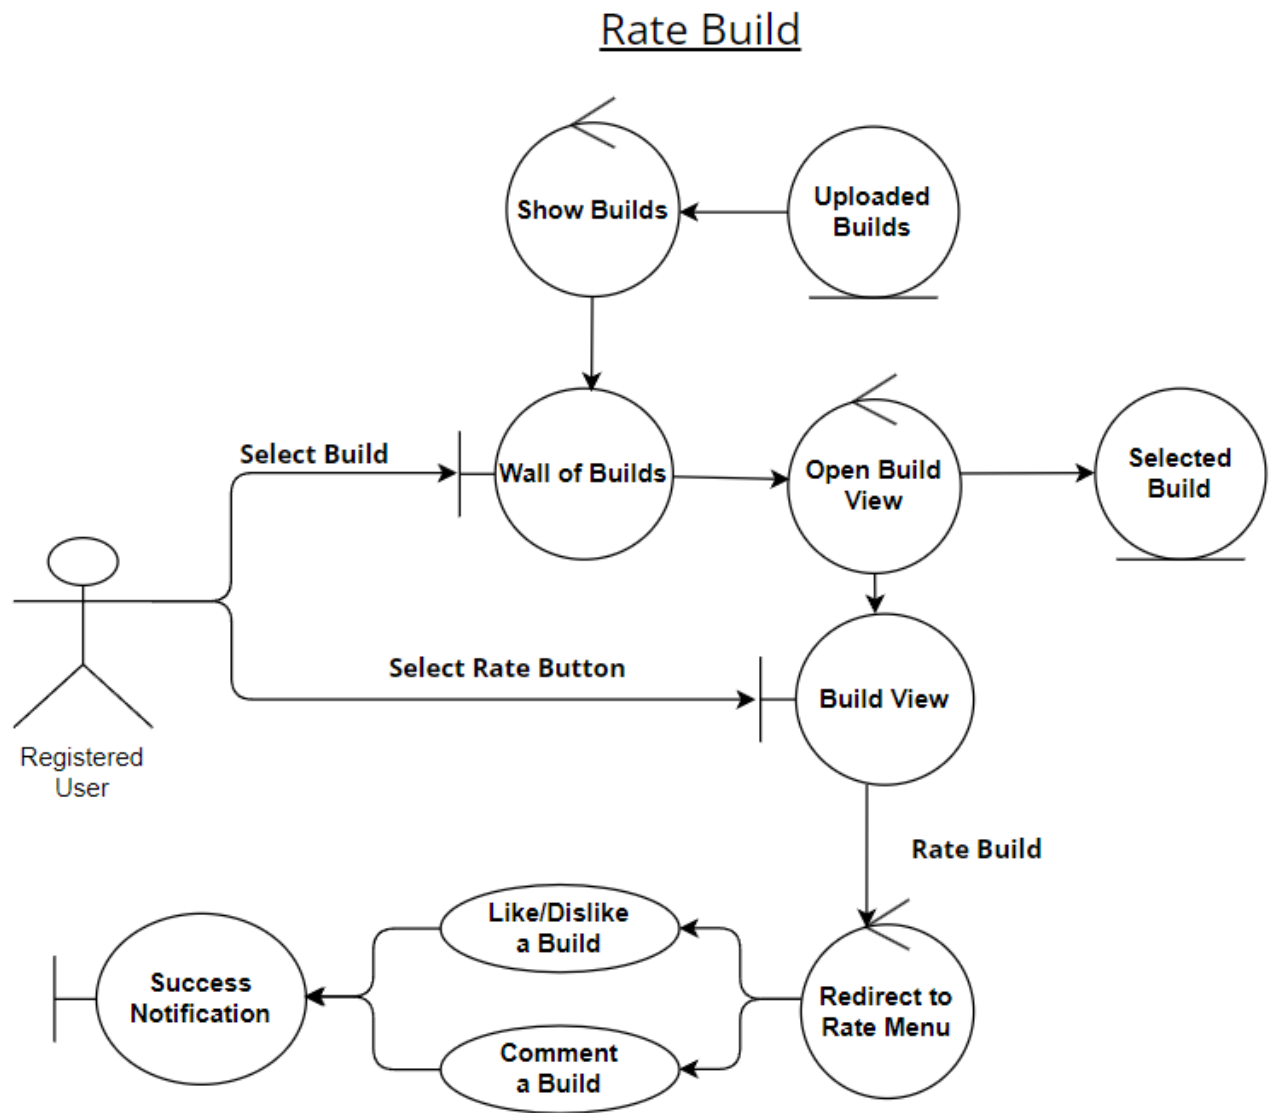 Rate Build
Show Builds
Uploaded
Builds
Select Build
Wall of Builds
Open Build
View
Selected
Build
Select Rate Button
Build View
Registered
User
Rate Build
Like/Dislike
a Build
Success
Notification
Redirect to
Rate Menu
Comment
a Build